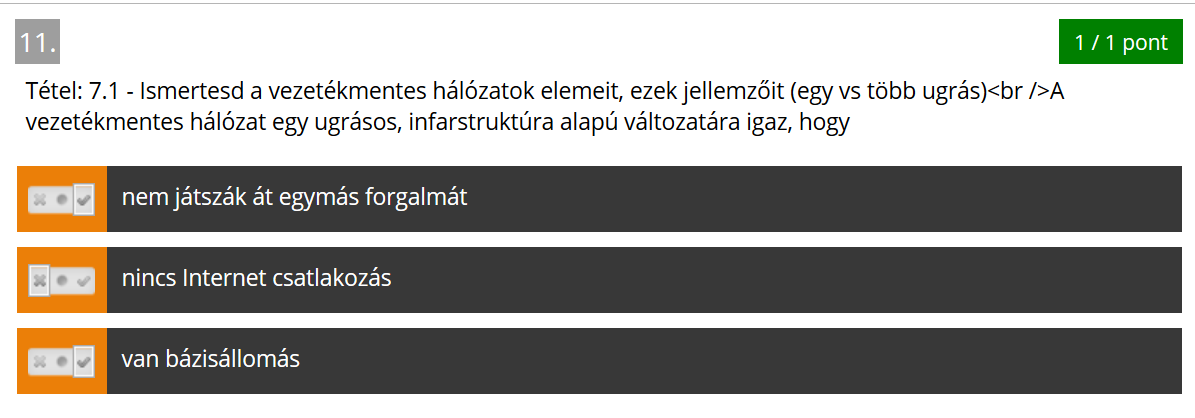 11.
1 / 1 pont
Tétel: 7.1 - Ismertesd a vezetékmentes hálózatok elemeit, ezek jellemzőit (egy vs több ugrás)<br />A
vezetékmentes hálózat egy ugrásos, infarstruktúra alapú változatára igaz, hogy
nem játszák át egymás forgalmát
nincs Internet csatlakozás
van bázisállomás